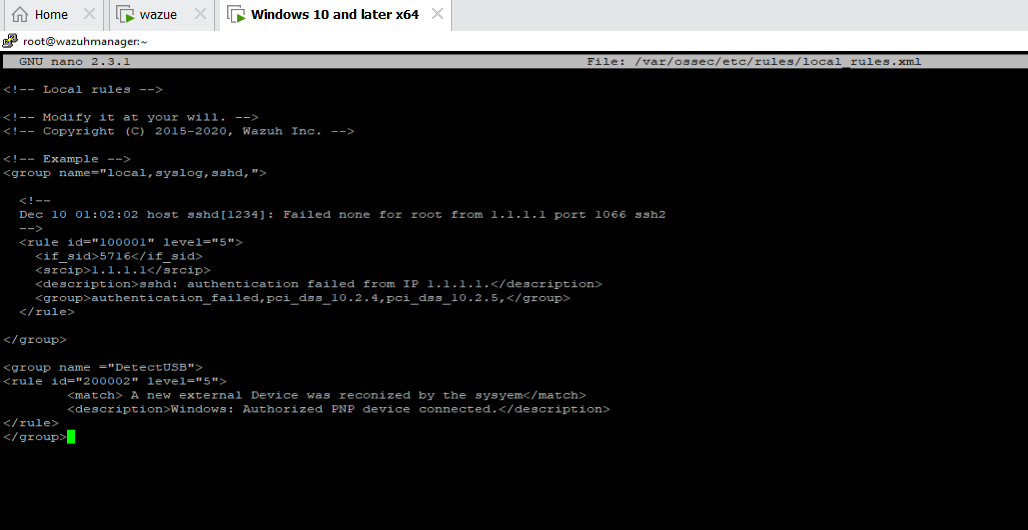 Home
wazue
Windows 10 and later x64
root@wazuhmanager:~
GNU nano 2.3.1 File: /var/ossec/etc/rules/local_rules.xml
<!-- Local rules -->
<!-- Modify it at your will. -->
<!-- Copyright (C) 2015-2020, Wazuh Inc. -->
<!-- Example -->
<group name="local,syslog,sshd,">
<!--
Dec 10 01:02:02 host sshd[1234]: Failed none for root from 1.1.1.1 port 1066 ssh2
-->
<rule id="100001" level="5">
<if_sid>5716</if_sid>
<srcip>1.1.1.1</srcip>
<description>sshd: authentication failed from IP 1.1.1.1.</description>
<group>authentication_failed,pci_dss_10.2.4,pci_dss_10.2.5,</group>
</rule>
</group>
<group name ="DetectUSB">
<rule id="200002" level="5">
<match> A new external Device was reconized by the sysyem</match>
<description>Windows: Authorized PNP device connected.</description>
</rule>
</group>